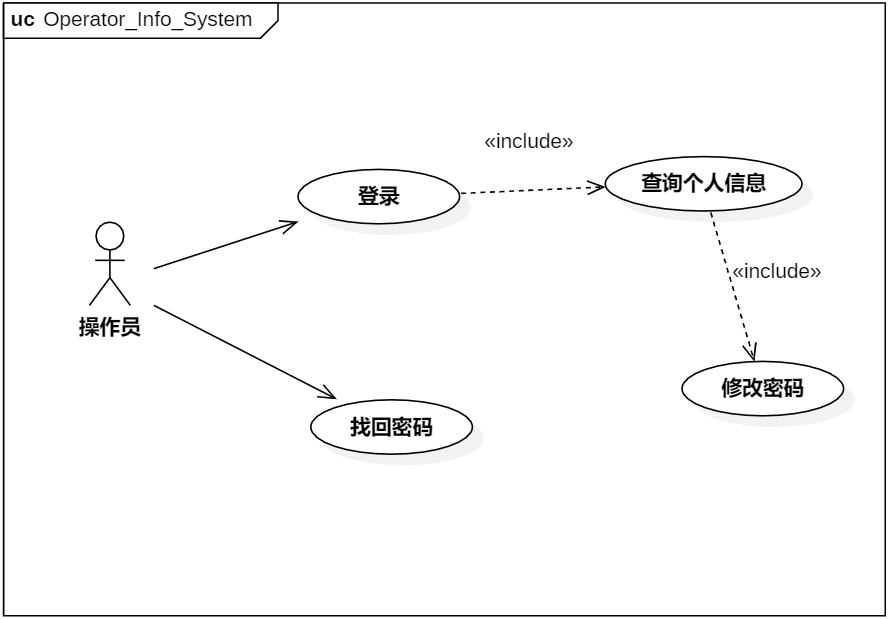 uc Operator_Info_System
«include»
登录
查询个人信息
«include»
操作员
修改密码
找回密码